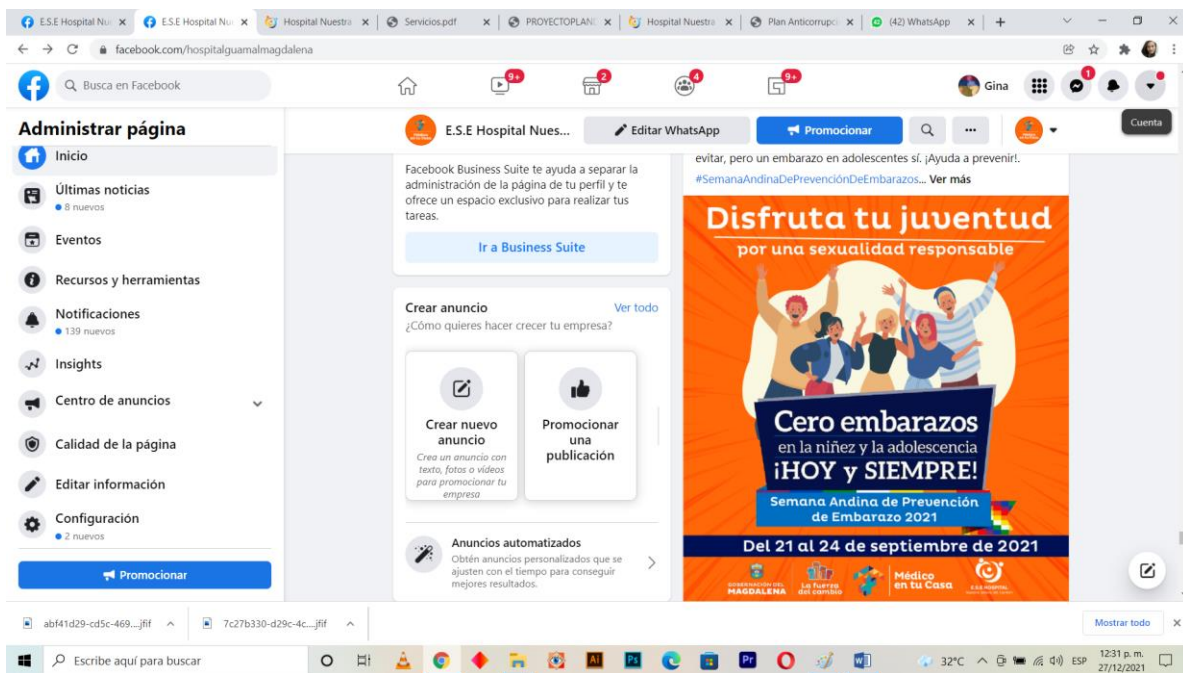 E.S.E Hospital Nu
E.S.E Hospital Nu
Hospital Nuestra
Servicios.pdf
PROYECTOPLAN
Hospital Nuestra
Plan Anticorrupci
(42) WhatsApp
facebook.com/hospitalguamalmagdalena
Busca en Facebook
9+
2
4
9+
Gina
1
Administrar página
E.S.E Hospital Nues...
Editar WhatsApp
Promocionar
Cuenta
Inicio
Últimas noticias
8 nuevos
Eventos
Recursos y herramientas
Notificaciones
139 nuevos
Insights
Centro de anuncios
Calidad de la página
Editar información
Configuración
2 nuevos
Promocionar
Facebook Business Suite te ayuda a separar la
administración de la página de tu perfil y te
ofrece un espacio exclusivo para realizar tus
tareas.
Ir a Business Suite
Crear anuncio
Ver todo
¿Cómo quieres hacer crecer tu empresa?
Crear nuevo
anuncio
Crea un anuncio con
texto, fotos o vídeos
para promocionar tu
empresa
Promocionar
una
publicación
Anuncios automatizados
Obtén anuncios personalizados que se
ajusten con el tiempo para conseguir
mejores resultados.
evitar, pero un embarazo en adolescentes sí. ¡Ayuda a prevenir!.
#SemanaAndinaDePrevenciónDeEmbarazos... Ver más
Disfruta tu juventud
por una sexualidad responsable
Cero embarazos
en la niñez y la adolescencia
¡HOY y SIEMPRE!
Semana Andina de Prevención
de Embarazo 2021
Del 21 al 24 de septiembre de 2021
GOBERNACIÓN DEL
MAGDALENA
La fuerza
del cambio
Médico
en tu Casa
E.S.E. HOSPITAL
abf41d29-cd5c-469....jfif
7c27b330-d29c-4c....jfif
Mostrar todo
Escribe aquí para buscar
Ai
Ps
Pr
32°C
ESP
12:31 p. m.
27/12/2021